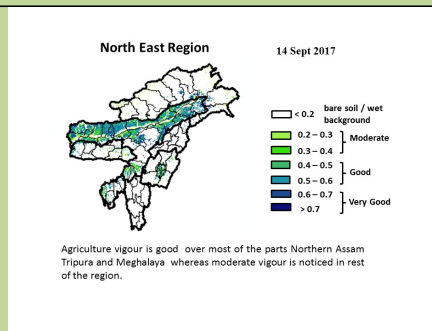 North East Region
14 Sept 2017
< 0.2 bare soil / wet background
0.2 – 0.3
0.3 – 0.4
Moderate
0.4 – 0.5
0.5 – 0.6
Good
0.6 – 0.7
> 0.7
Very Good
Agriculture vigour is good over most of the parts Northern Assam
Tripura and Meghalaya whereas moderate vigour is noticed in rest
of the region.